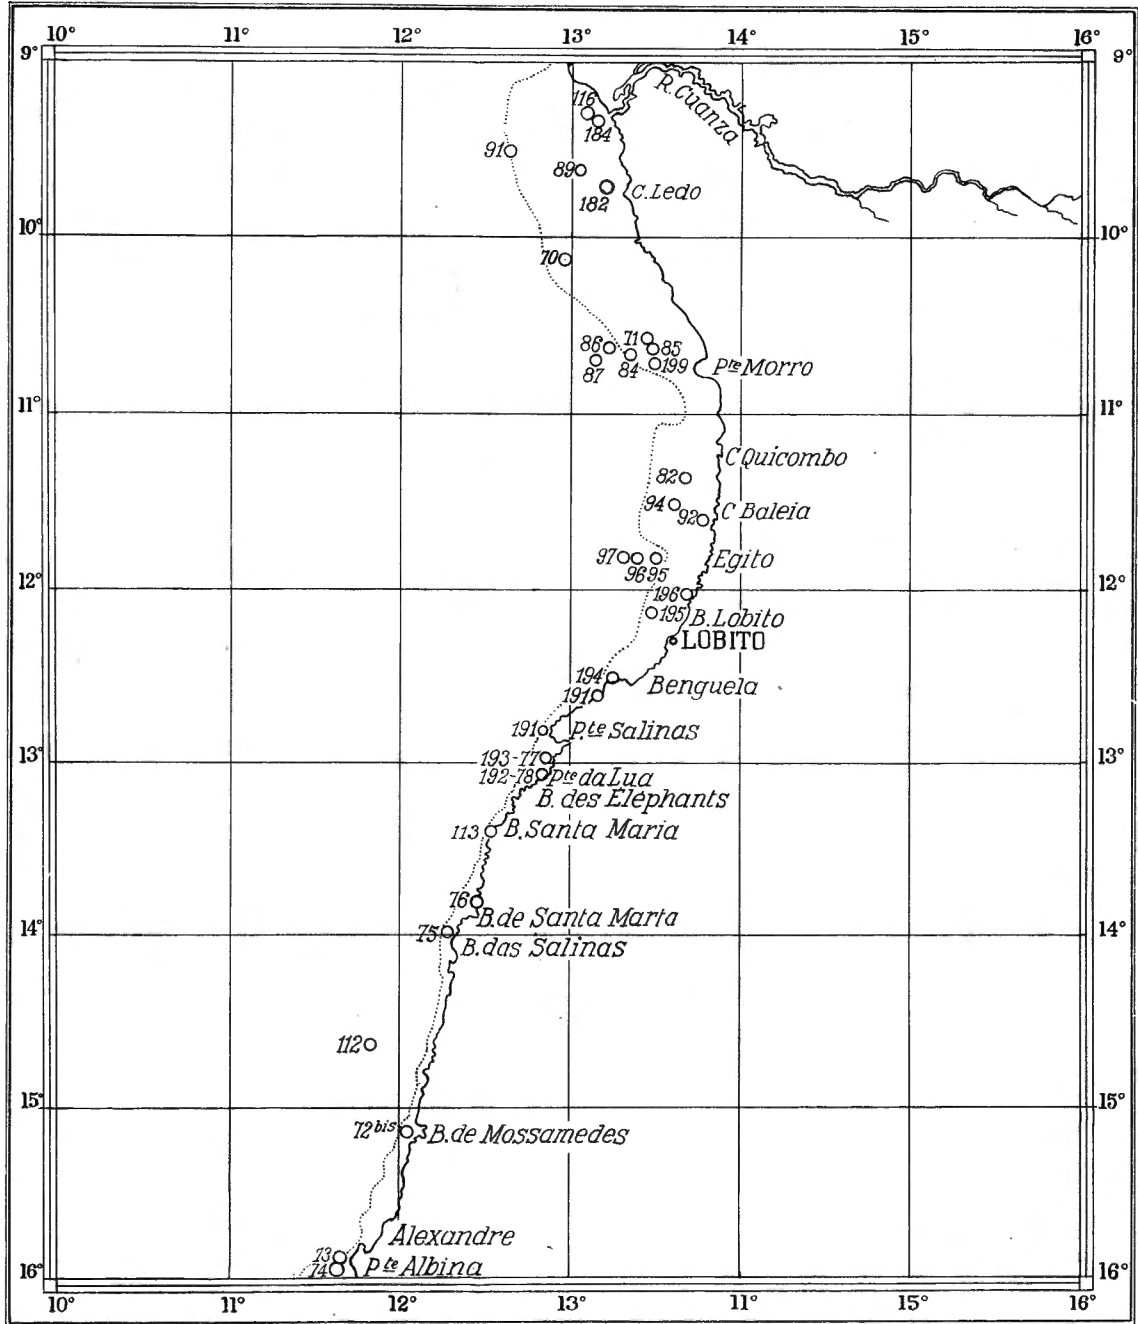 10° 11° 12° 13° 14° 15° 16°
9° 9°
R. Cuanza
116
184
91
89
182
C. Ledo
10° 10°
70
71
86 85
84 199
87
Pte Morro
11° 11°
C Quicombo
82
94
92 C Baleia
97 Egito
96 95
12° 12°
196
195 B. Lobito
LOBITO
194
Benguela
191
191 Pte Salinas
193-77
13° 13°
192-78 Pte da Lua
B. des Eléphants
113 B. Santa Maria
76
B. de Santa Marta
14° 14°
75
B. das Salinas
112
15° 15°
72bis B. de Mossamedes
Alexandre
73
74 Pte Albina
16° 16°
10° 11° 12° 13° 11° 15° 16°